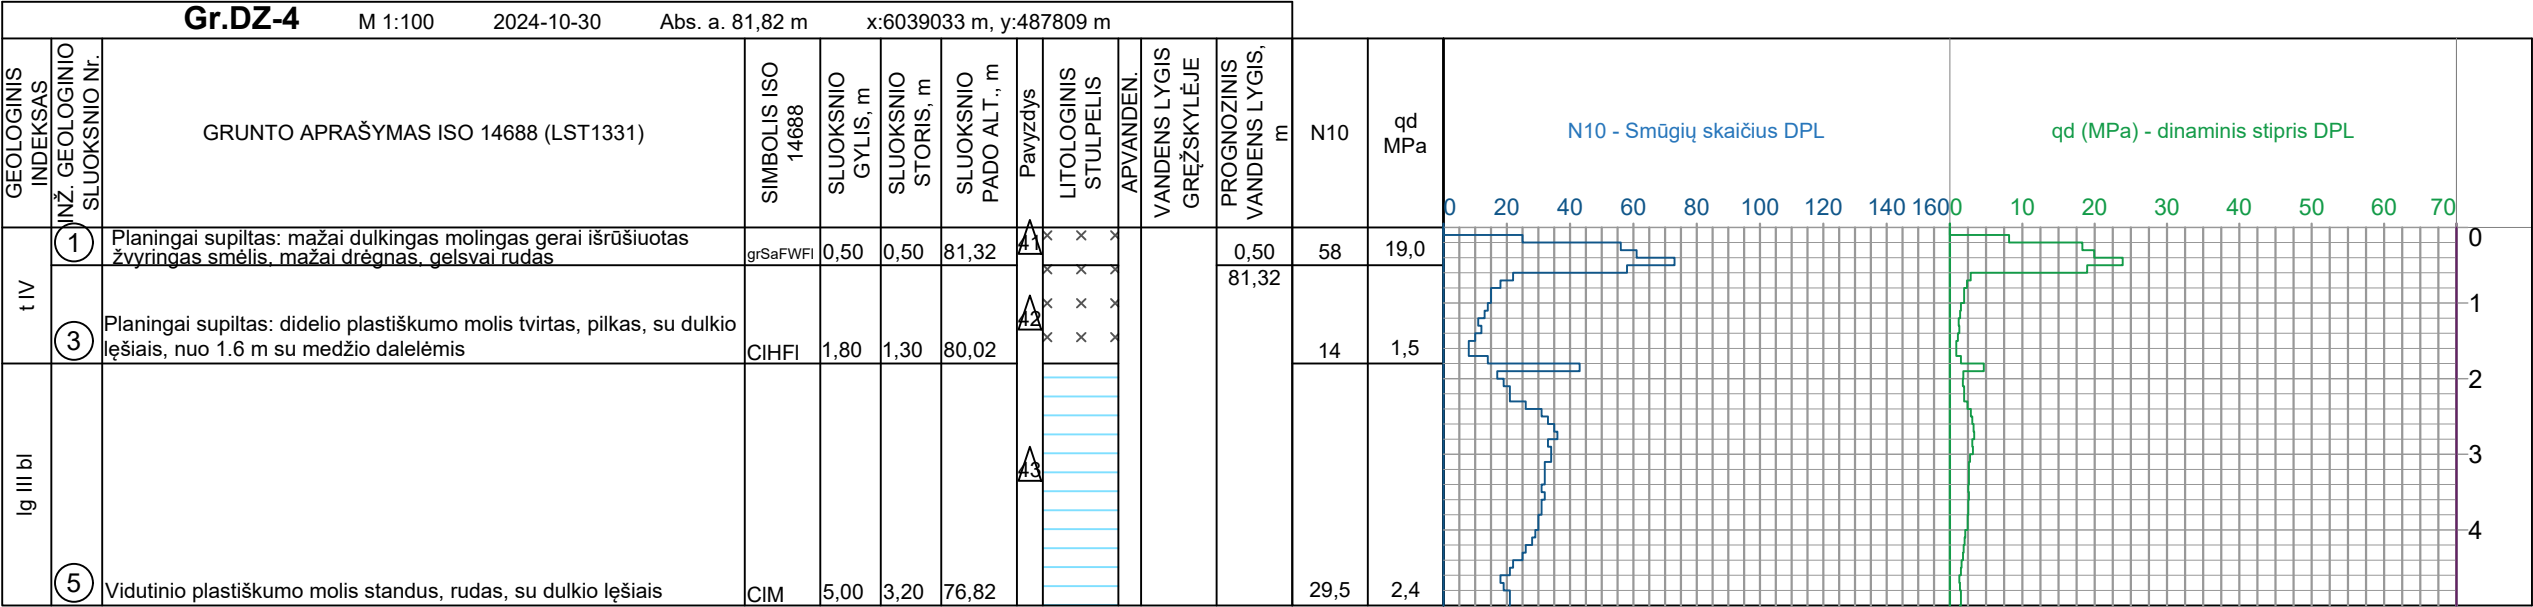 Gr.DZ-4 M 1:100 2024-10-30 Abs. a. 81,82 m x:6039033 m, y:487809 m
GEOLOGINIS
INDEKSAS
INŽ. GEOLOGINIO
SLUOKSNIO Nr.
GRUNTO APRAŠYMAS ISO 14688 (LST1331)
SIMBOLIS ISO
14688
SLUOKSNIO
GYLIS, m
SLUOKSNIO
STORIS, m
SLUOKSNIO
PADO ALT., m
Pavyzdys
LITOLOGINIS
STULPELIS
APVANDEN.
VANDENS LYGIS
GRĘŽSKYLĖJE
PROGNOZINIS
VANDENS LYGIS,
m
N10
qd
MPa
N10 - Smūgių skaičius DPL
qd (MPa) - dinaminis stipris DPL
0 20 40 60 80 100 120 140 160
0 10 20 30 40 50 60 70
t IV
1
Planingai supiltas: mažai dulkingas molingas gerai išrūšiuotas
žvyringas smėlis, mažai drėgnas, gelsvai rudas
grSaFWFl 0,50 0,50 81,32
41
0,50
81,32
58 19,0
3
Planingai supiltas: didelio plastiškumo molis tvirtas, pilkas, su dulkio
lęšiais, nuo 1.6 m su medžio dalelėmis
ClHFl 1,80 1,30 80,02
42
14 1,5
lg III bl
5
Vidutinio plastiškumo molis standus, rudas, su dulkio lęšiais
ClM 5,00 3,20 76,82
43
29,5 2,4
0
1
2
3
4